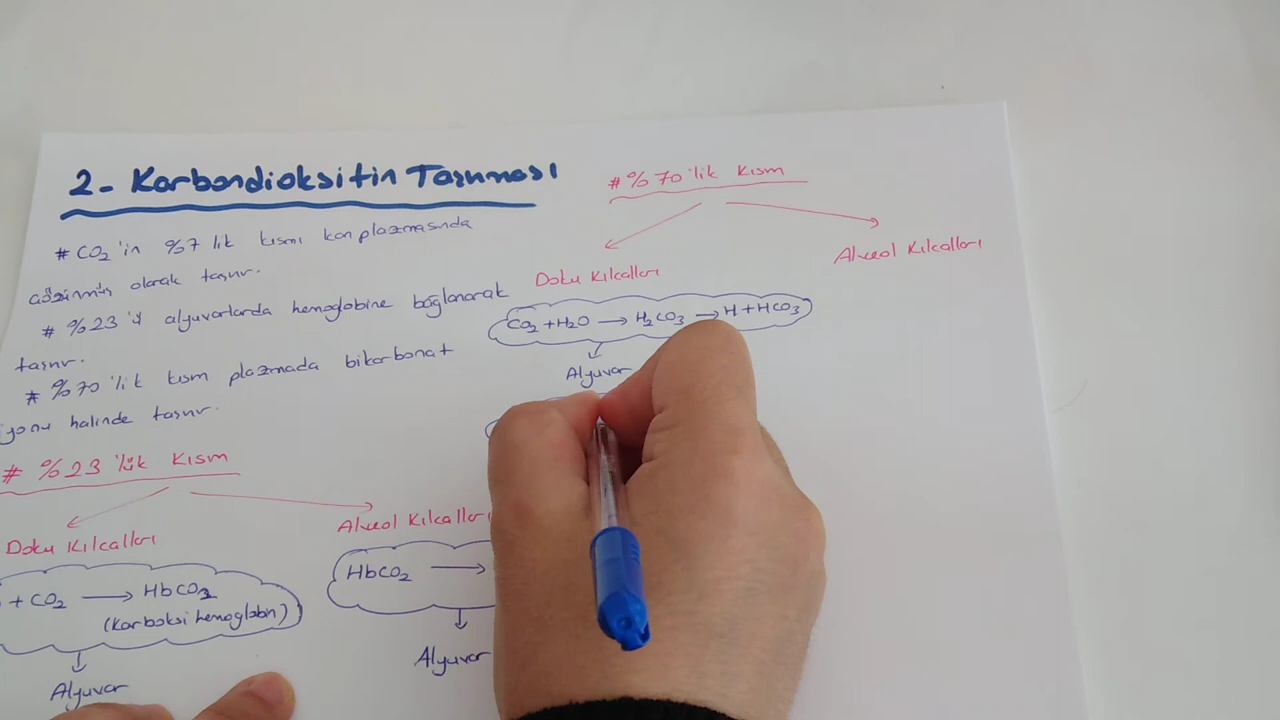 2- Karbondioksitin Taşınması
# CO2 'in %7 lik kısmı kan plazmasında
çözünmüş olarak taşınır.
# %23 'ü alyuvarlarda hemoglobine bağlanarak
taşınır.
# %70 'lik kısım plazmada bikarbonat
iyonu halinde taşınır.
# %23 'lük Kısım
Doku Kılcalları
+ CO2 → HbCO2
(Karboksi hemoglobin)
Alyuvar
Alveol Kılcalları
HbCO2 →
Alyuvar
# %70 'lik Kısım
Doku Kılcalları
CO2 + H2O → H2CO3 → H + HCO3
Alyuvar
Alveol Kılcalları